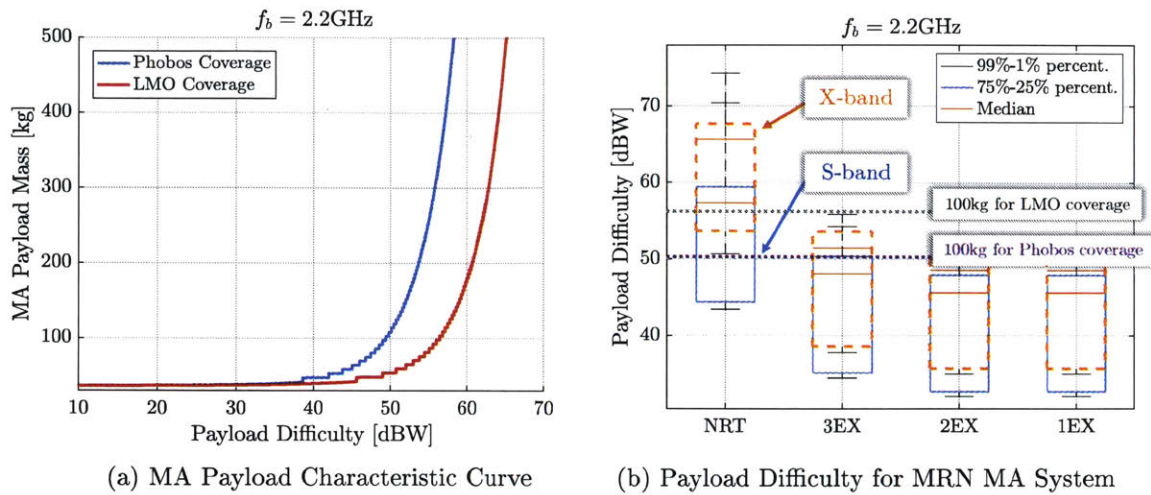 f_b = 2.2GHz
500
400
300
200
100
MA Payload Mass [kg]
Phobos Coverage
LMO Coverage
10
20
30
40
50
60
70
Payload Difficulty [dBW]
(a) MA Payload Characteristic Curve
f_b = 2.2GHz
70
60
50
40
Payload Difficulty [dBW]
99%-1% percent.
75%-25% percent.
Median
X-band
S-band
100kg for LMO coverage
100kg for Phobos coverage
NRT
3EX
2EX
1EX
(b) Payload Difficulty for MRN MA System